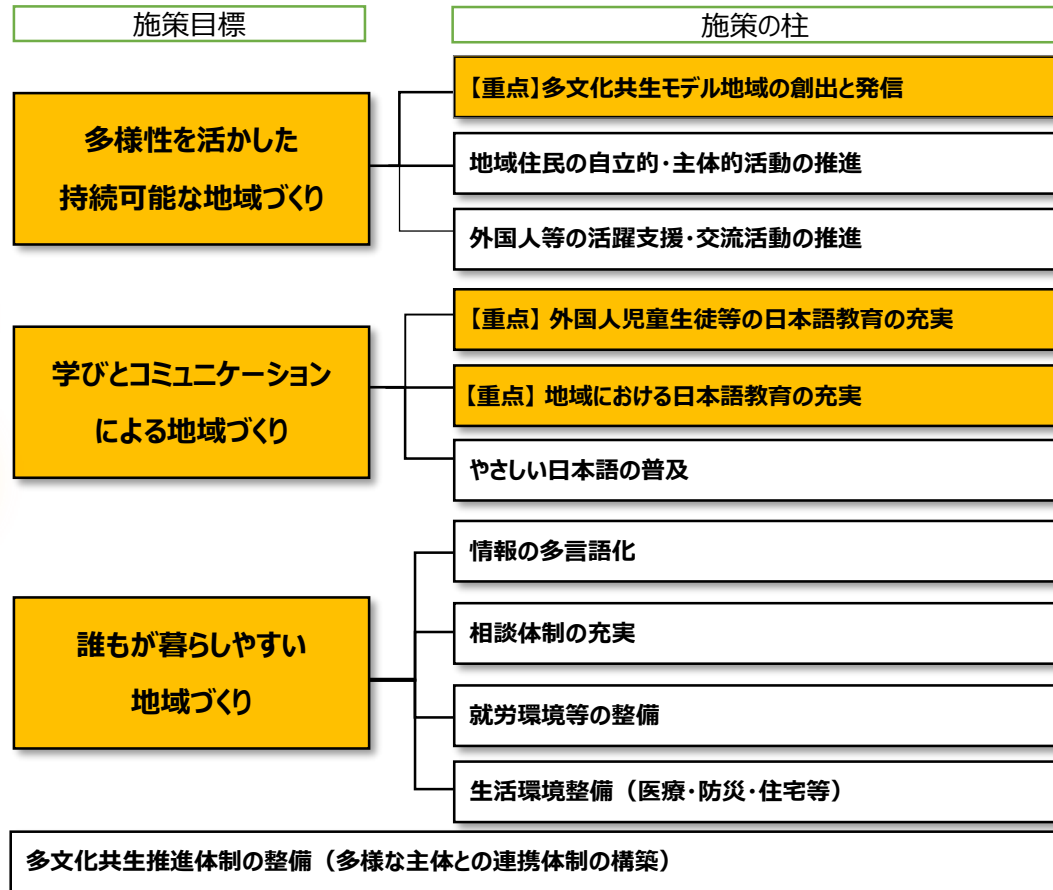 施策目標
施策の柱
多様性を活かした
持続可能な地域づくり
【重点】多文化共生モデル地域の創出と発信
地域住民の自立的・主体的活動の推進
外国人等の活躍支援・交流活動の推進
学びとコミュニケーション
による地域づくり
【重点】 外国人児童生徒等の日本語教育の充実
【重点】 地域における日本語教育の充実
やさしい日本語の普及
誰もが暮らしやすい
地域づくり
情報の多言語化
相談体制の充実
就労環境等の整備
生活環境整備（医療・防災・住宅等）
多文化共生推進体制の整備（多様な主体との連携体制の構築）